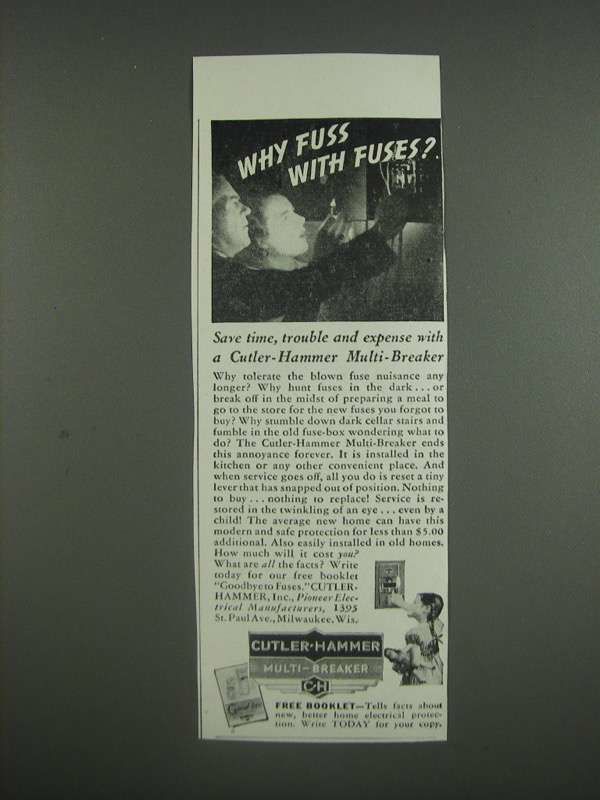 WHY FUSS
WITH FUSES?
Save time, trouble and expense with
a Cutler-Hammer Multi-Breaker
Why tolerate the blown fuse nuisance any
longer? Why hunt fuses in the dark...or
break off in the midst of preparing a meal to
go to the store for the new fuses you forgot to
buy? Why stumble down dark cellar stairs and
fumble in the old fuse-box wondering what to
do? The Cutler-Hammer Multi-Breaker ends
this annoyance forever. It is installed in the
kitchen or any other convenient place. And
when service goes off, all you do is reset a tiny
lever that has snapped out of position. Nothing
to buy...nothing to replace! Service is re-
stored in the twinkling of an eye...even by a
child! The average new home can have this
modern and safe protection for less than $5.00
additional. Also easily installed in old homes.
How much will it cost you?
What are all the facts? Write
today for our free booklet
"Goodbye to Fuses." CUTLER-
HAMMER, Inc., Pioneer Elec-
trical Manufacturers, 1395
St. Paul Ave., Milwaukee, Wis.
CUTLER-HAMMER
MULTI-BREAKER
C-H
FREE BOOKLET—Tells facts about
new, better home electrical protec-
tion. Write TODAY for your copy.